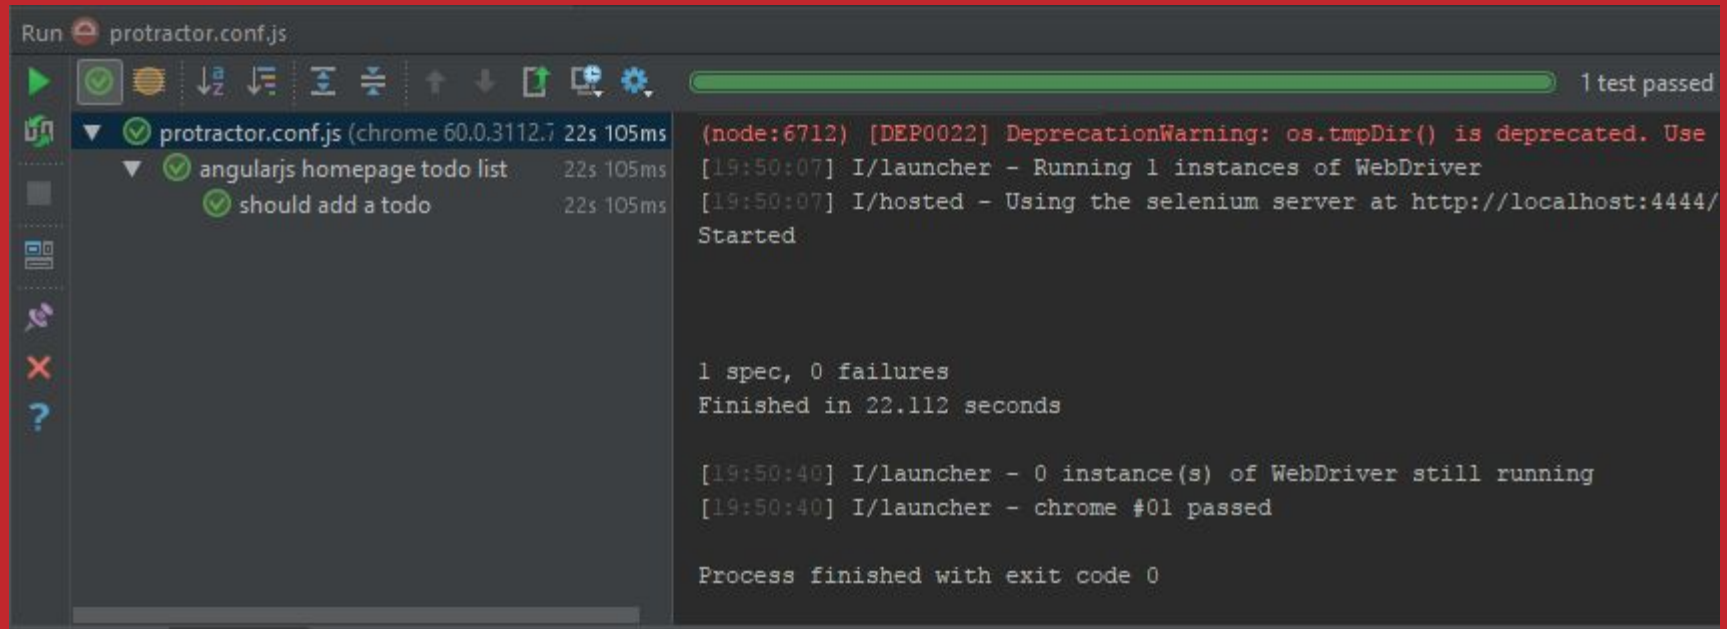 Run protractor.conf.js
1 test passed
protractor.conf.js (chrome 60.0.3112.7 22s 105ms
angularjs homepage todo list 22s 105ms
should add a todo 22s 105ms
(node:6712) [DEP0022] DeprecationWarning: os.tmpDir() is deprecated. Use
[19:50:07] I/launcher - Running 1 instances of WebDriver
[19:50:07] I/hosted - Using the selenium server at http://localhost:4444/
Started
1 spec, 0 failures
Finished in 22.112 seconds
[19:50:40] I/launcher - 0 instance(s) of WebDriver still running
[19:50:40] I/launcher - chrome #01 passed
Process finished with exit code 0